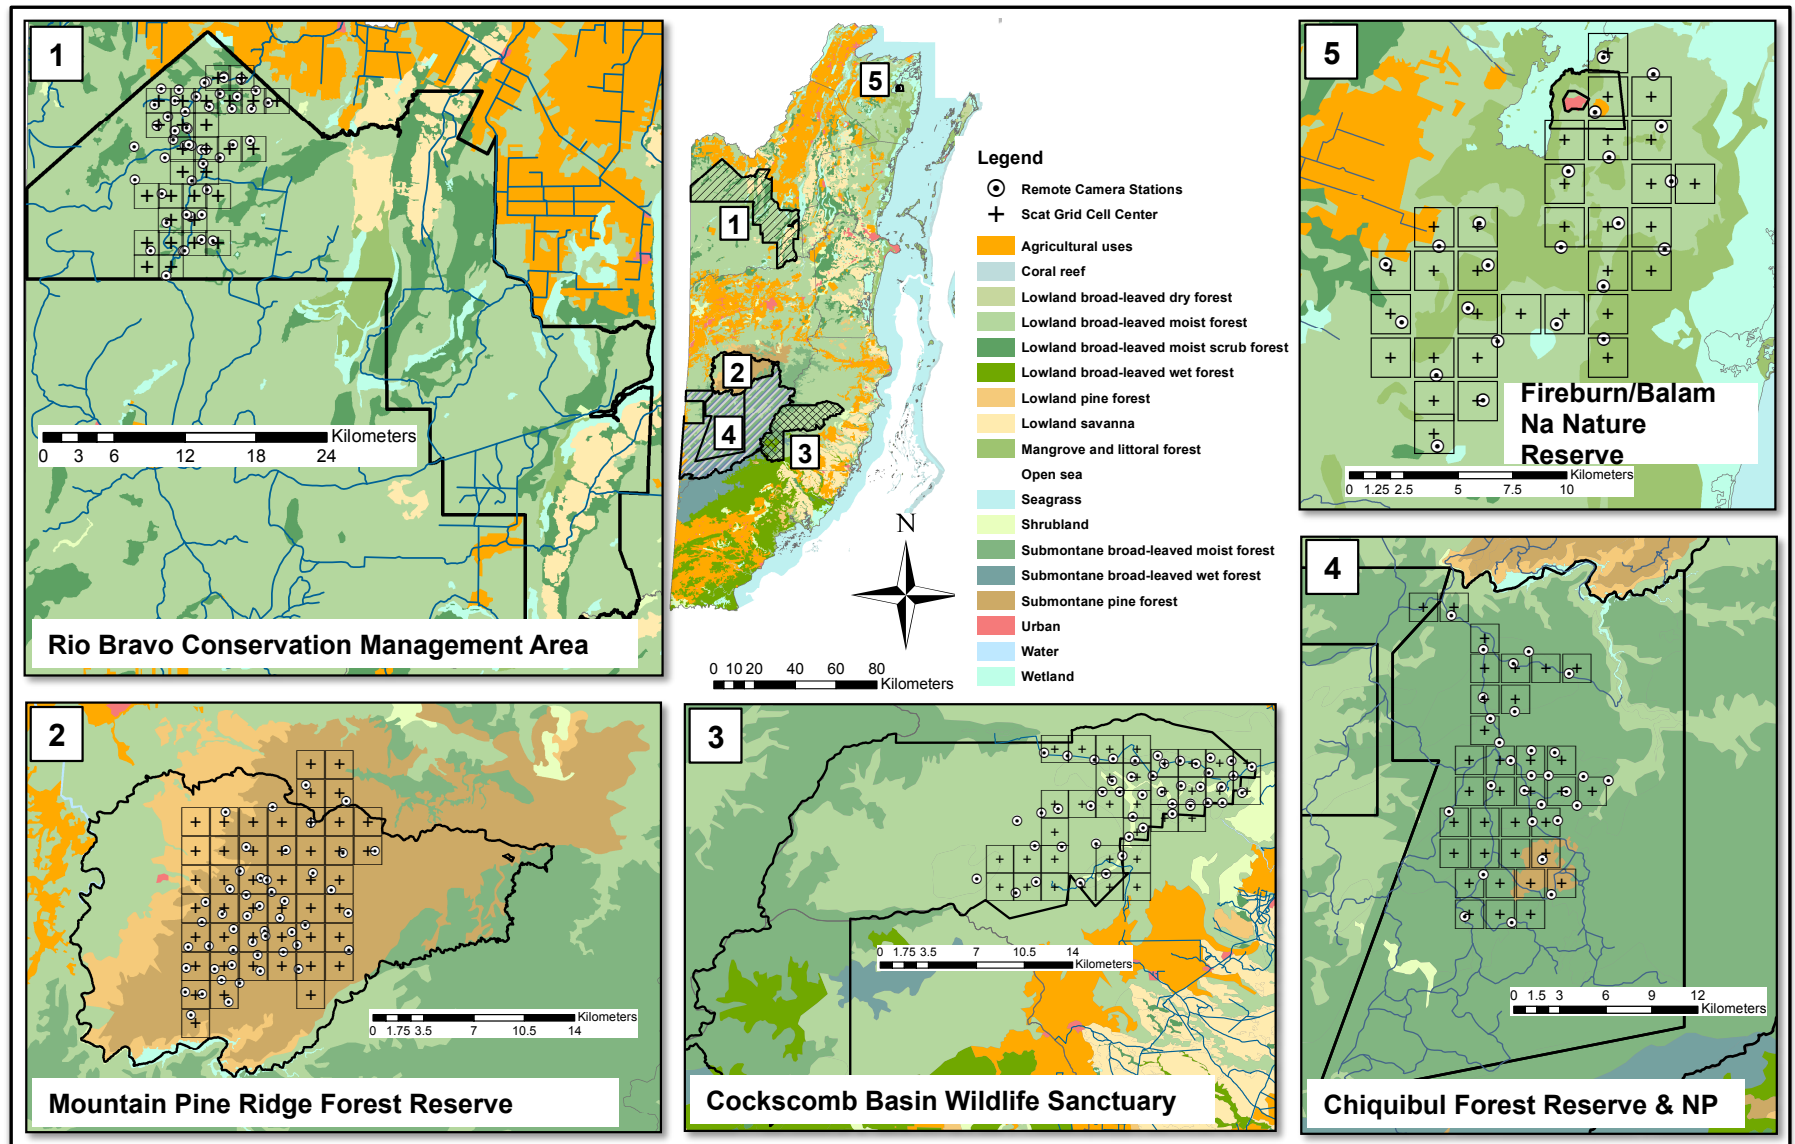 1
0 3 6 12 18 24 Kilometers
Rio Bravo Conservation Management Area
5
1
2
4
3
N
0 10 20 40 60 80 Kilometers
Legend
Remote Camera Stations
Scat Grid Cell Center
Agricultural uses
Coral reef
Lowland broad-leaved dry forest
Lowland broad-leaved moist forest
Lowland broad-leaved moist scrub forest
Lowland broad-leaved wet forest
Lowland pine forest
Lowland savanna
Mangrove and littoral forest
Open sea
Seagrass
Shrubland
Submontane broad-leaved moist forest
Submontane broad-leaved wet forest
Submontane pine forest
Urban
Water
Wetland
5
Fireburn/Balam
Na Nature
Reserve
Kilometers
0 1.25 2.5 5 7.5 10
2
Kilometers
0 1.75 3.5 7 10.5 14
Mountain Pine Ridge Forest Reserve
3
0 1.75 3.5 7 10.5 14
Kilometers
Cockscomb Basin Wildlife Sanctuary
4
0 1.5 3 6 9 12
Kilometers
Chiquibul Forest Reserve & NP